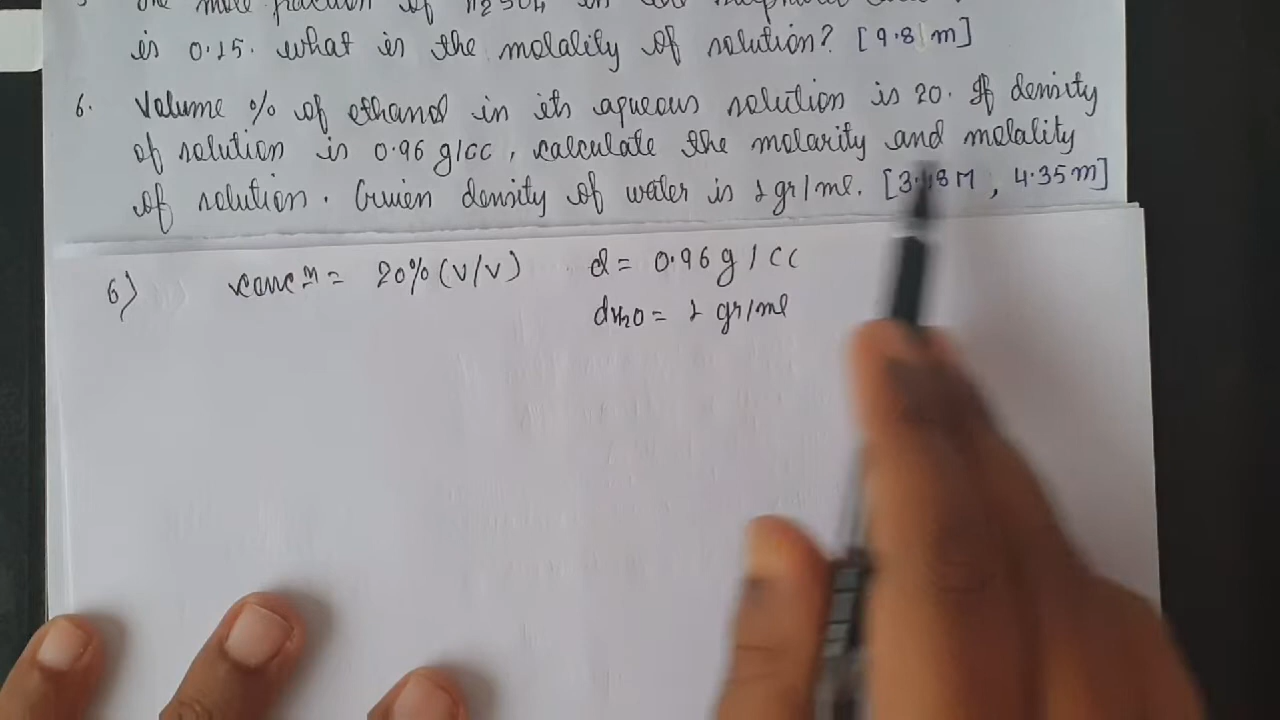 is 0.15. what is the molality of solution? [9.8 m]
6. Volume % of ethanol in its aqueous solution is 20. If density
of solution is 0.96 g/cc, calculate the molarity and molality
of solution. Given density of water is 1 gr/ml. [ , 4.35 m]
6) concⁿ = 20% (v/v) d = 0.96 g / cc
dH₂O = 1 gr/ml